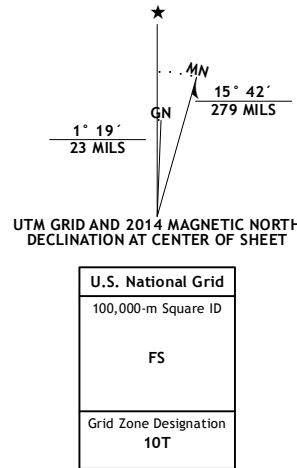 ★
MN
15° 42´
279 MILS
GN
1° 19´
23 MILS
UTM GRID AND 2014 MAGNETIC NORTH
DECLINATION AT CENTER OF SHEET
U.S. National Grid
100,000-m Square ID
FS
Grid Zone Designation
10T